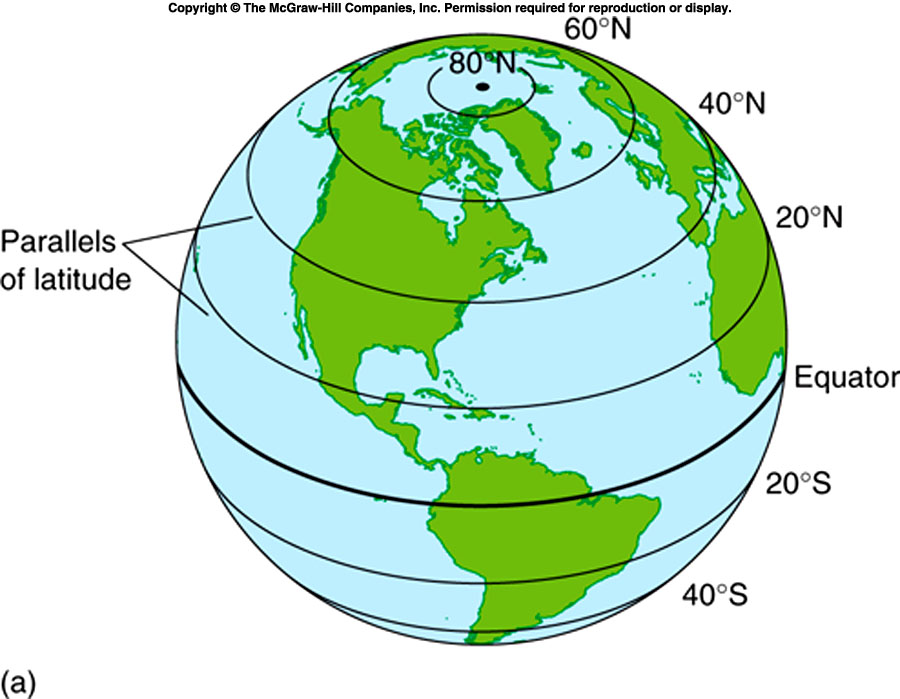 Copyright © The McGraw-Hill Companies, Inc. Permission required for reproduction or display.
60°N
80°N
40°N
20°N
Parallels
of latitude
Equator
20°S
40°S
(a)